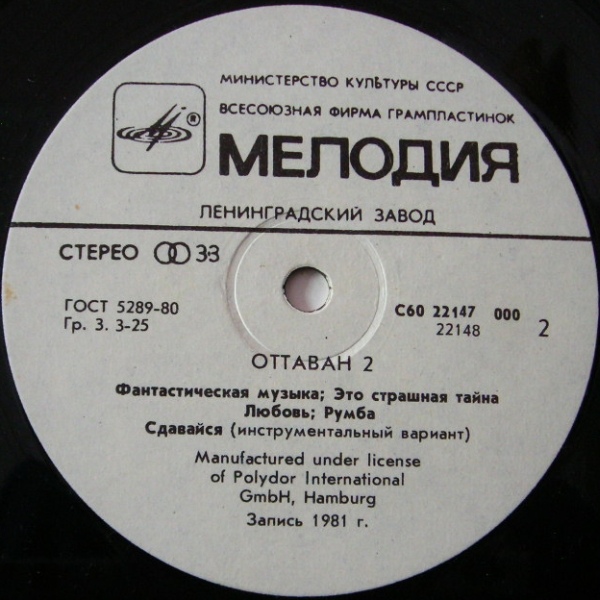 МИНИСТЕРСТВО КУЛЬТУРЫ СССР
ВСЕСОЮЗНАЯ ФИРМА ГРАМПЛАСТИНОК
®
МЕЛОДИЯ
ЛЕНИНГРАДСКИЙ ЗАВОД
СТЕРЕО 33
ГОСТ 5289-80
Гр. 3. 3-25
С60 22147 000
22148 2
ОТТАВАН 2
Фантастическая музыка; Это страшная тайна
Любовь; Румба
Сдавайся (инструментальный вариант)
Manufactured under license
of Polydor International
GmbH, Hamburg
Запись 1981 г.